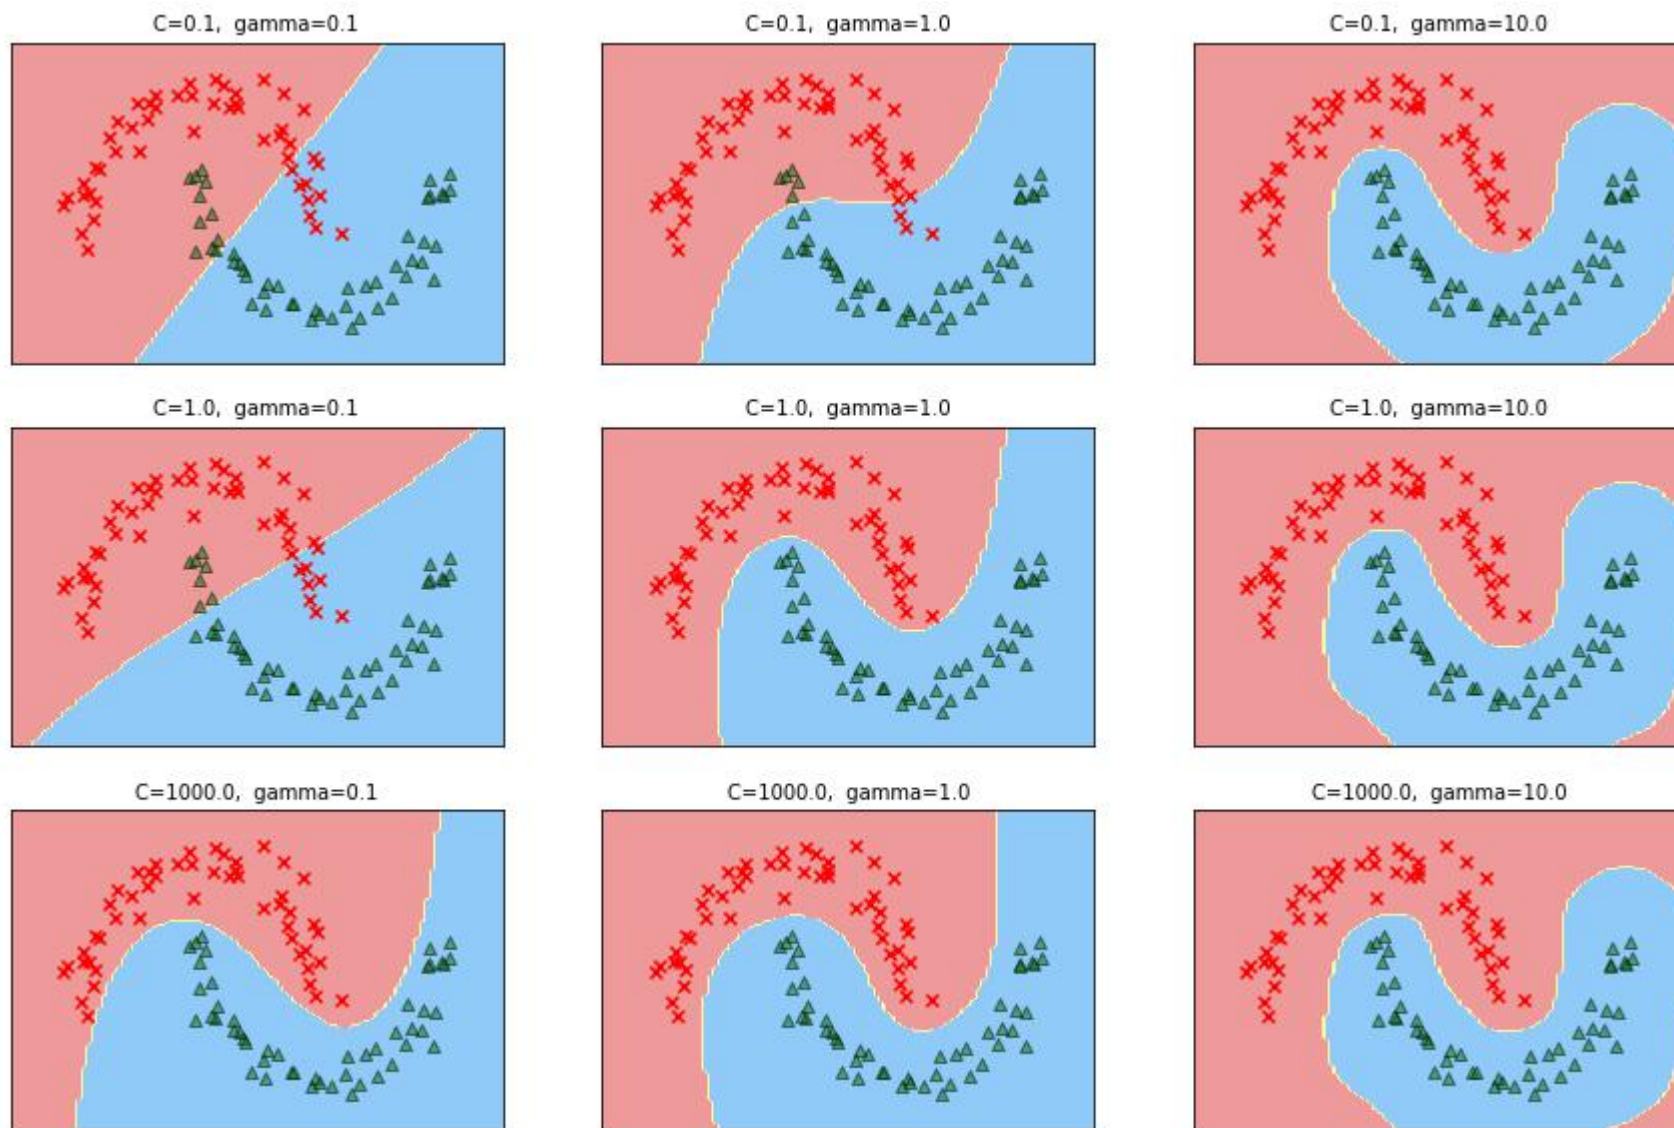 C=0.1, gamma=0.1
C=0.1, gamma=1.0
C=0.1, gamma=10.0
C=1.0, gamma=0.1
C=1.0, gamma=1.0
C=1.0, gamma=10.0
C=1000.0, gamma=0.1
C=1000.0, gamma=1.0
C=1000.0, gamma=10.0